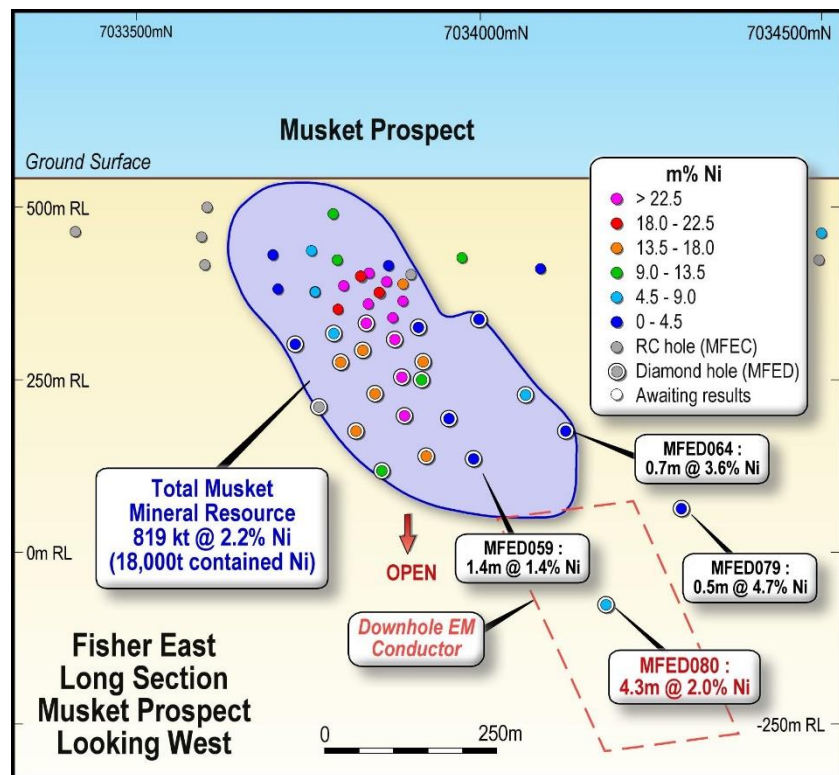 7033500mN
7034000mN
7034500mN
Musket Prospect
Ground Surface
m% Ni
> 22.5
18.0 - 22.5
13.5 - 18.0
9.0 - 13.5
4.5 - 9.0
0 - 4.5
RC hole (MFEC)
Diamond hole (MFED)
Awaiting results
500m RL
250m RL
0m RL
-250m RL
MFED064 :
0.7m @ 3.6% Ni
Total Musket
Mineral Resource
819 kt @ 2.2% Ni
(18,000t contained Ni)
OPEN
MFED059 :
1.4m @ 1.4% Ni
MFED079 :
0.5m @ 4.7% Ni
Downhole EM
Conductor
MFED080 :
4.3m @ 2.0% Ni
Fisher East
Long Section
Musket Prospect
Looking West
0
250m